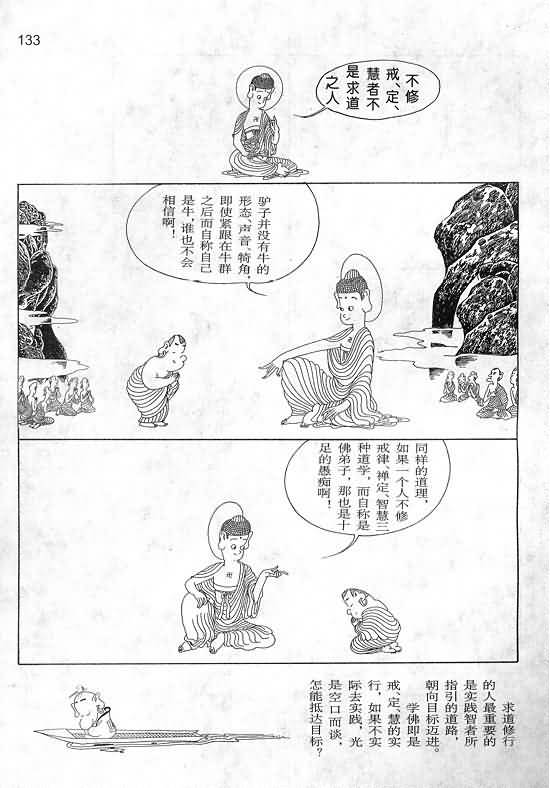 133
不修
戒、定、
慧者不
是求道
之人
驴子并没有牛的
形态、声音、犄角，
即使紧跟在牛群
之后而自称自己
是牛，谁也不会
相信啊！
同样的道理，
如果一个人不修
戒律、禅定、智慧三
种道学，而自称是
佛弟子，那也是十
足的愚痴啊！
求道修行
的人最重要的
是实践智者所
指引的道路，
朝向目标迈进。
学佛即是
戒、定、慧的实
行，如果不实
际去实践，光
是空口而谈，
怎能抵达目标？